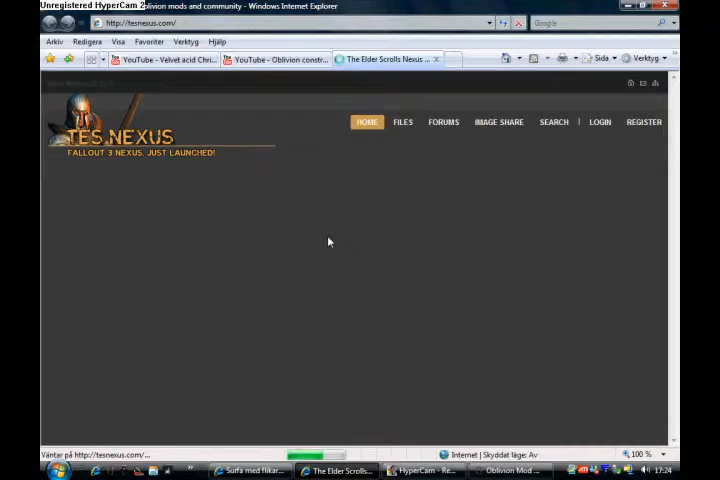 Unregistered HyperCam 2 blivion mods and community - Windows Internet Explorer
http://tesnexus.com/
Google
Arkiv Redigera Visa Favoriter Verktyg Hjälp
YouTube - Velvet acid Chri... YouTube - Oblivion constr... The Elder Scrolls Nexus ... Sida Verktyg
TES NEXUS
FALLOUT 3 NEXUS, JUST LAUNCHED!
HOME FILES FORUMS IMAGE SHARE SEARCH | LOGIN REGISTER
Väntar på http://tesnexus.com/... Internet | Skyddat läge: Av 100 %
Surfa med flikar... The Elder Scrolls... HyperCam - Re... Oblivion Mod ... 17:24